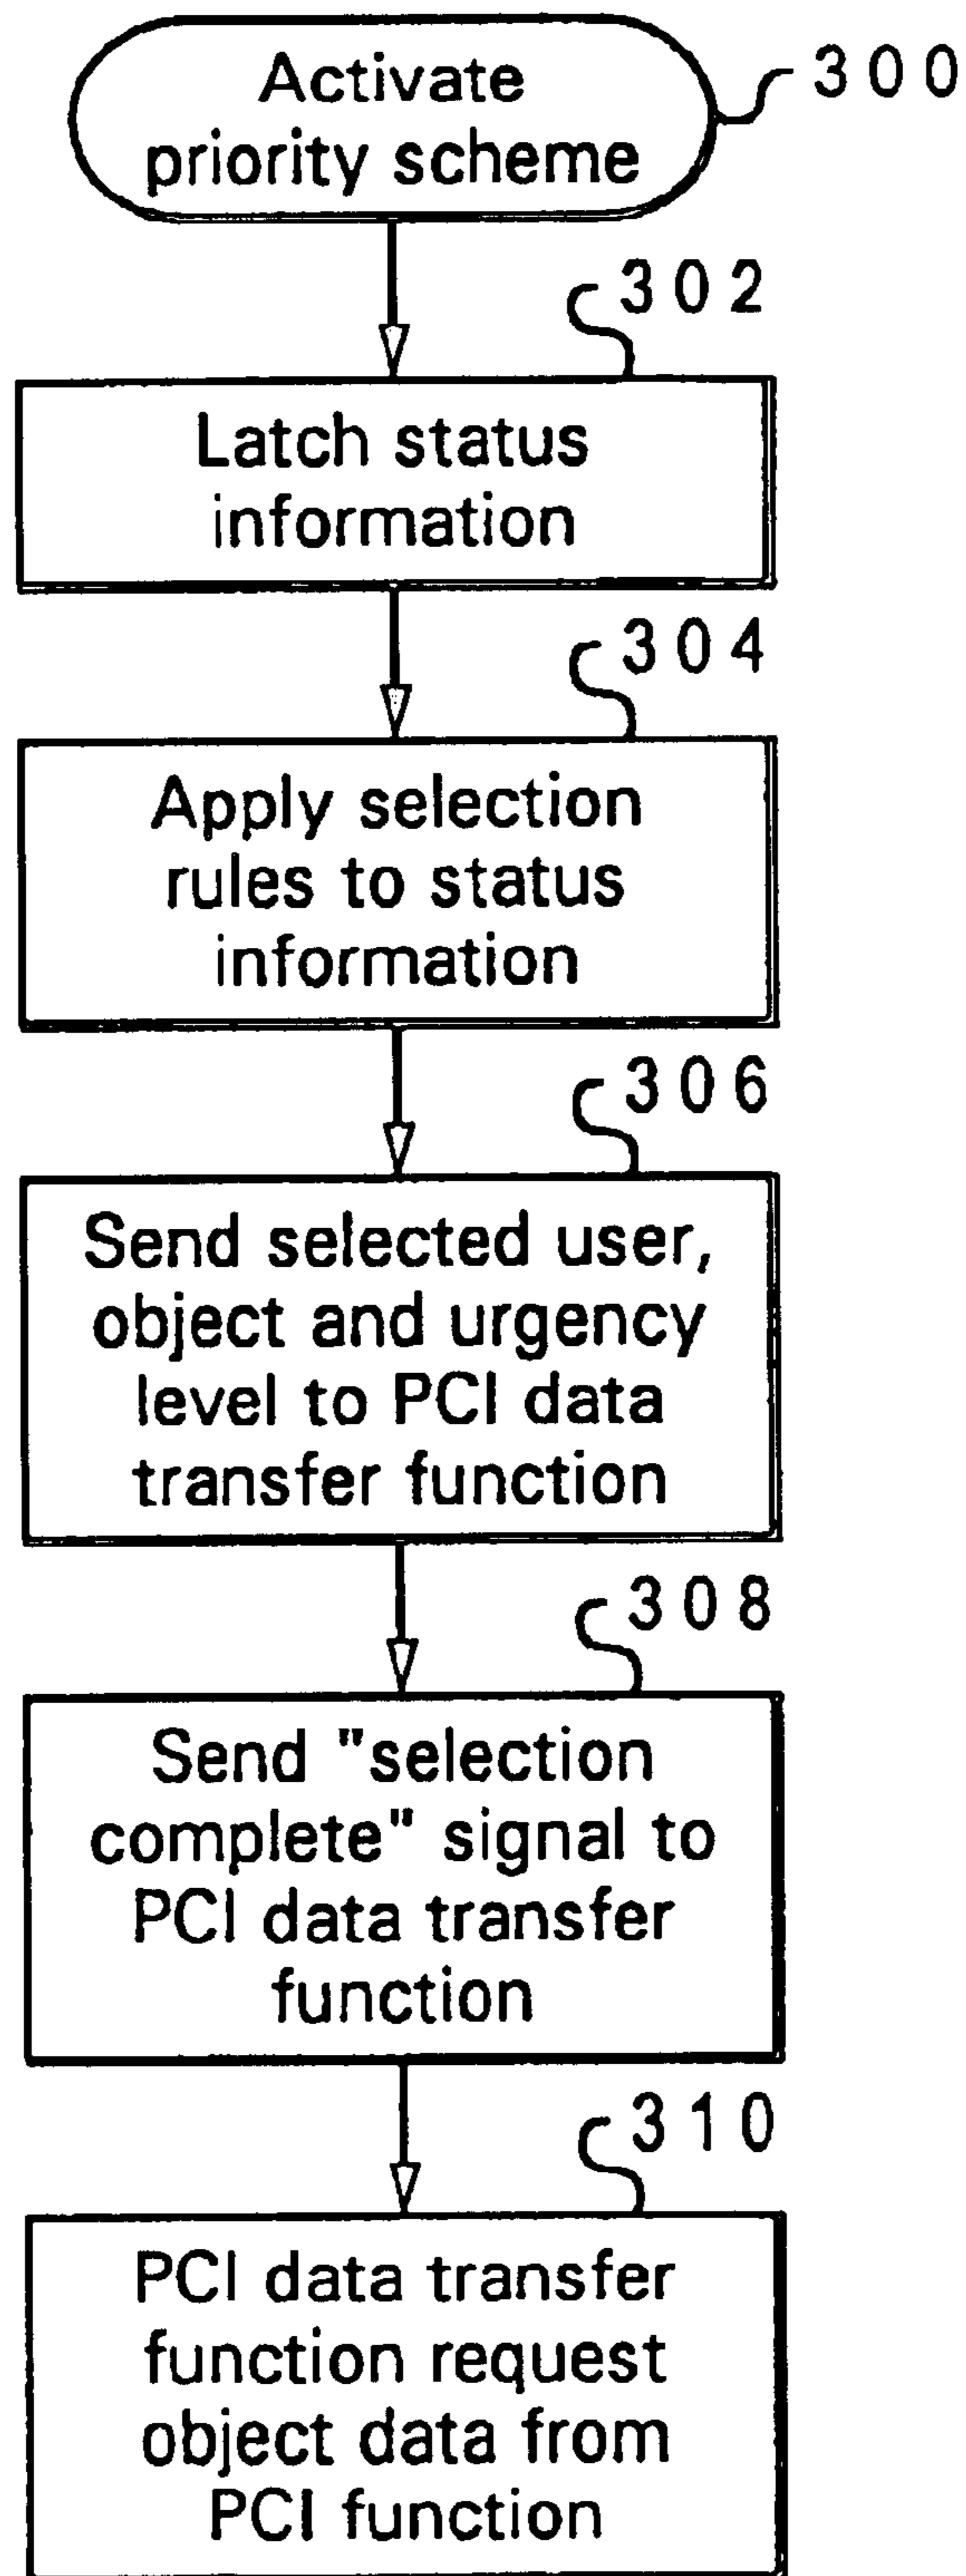 Activate
priority scheme
300
302
Latch status
information
304
Apply selection
rules to status
information
306
Send selected user,
object and urgency
level to PCI data
transfer function
308
Send "selection
complete" signal to
PCI data transfer
function
310
PCI data transfer
function request
object data from
PCI function